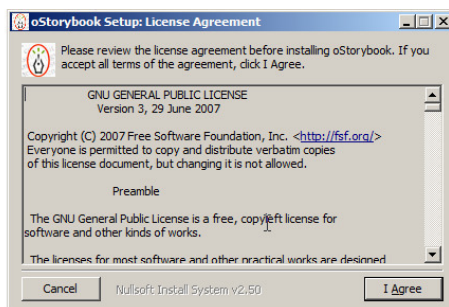 oStorybook Setup: License Agreement
Please review the license agreement before installing oStorybook. If you
accept all terms of the agreement, click I Agree.
GNU GENERAL PUBLIC LICENSE
Version 3, 29 June 2007
Copyright (C) 2007 Free Software Foundation, Inc. <http://fsf.org/>
Everyone is permitted to copy and distribute verbatim copies
of this license document, but changing it is not allowed.
Preamble
The GNU General Public License is a free, copyleft license for
software and other kinds of works.
The licenses for most software and other practical works are designed
Cancel
Nullsoft Install System v2.50
I Agree